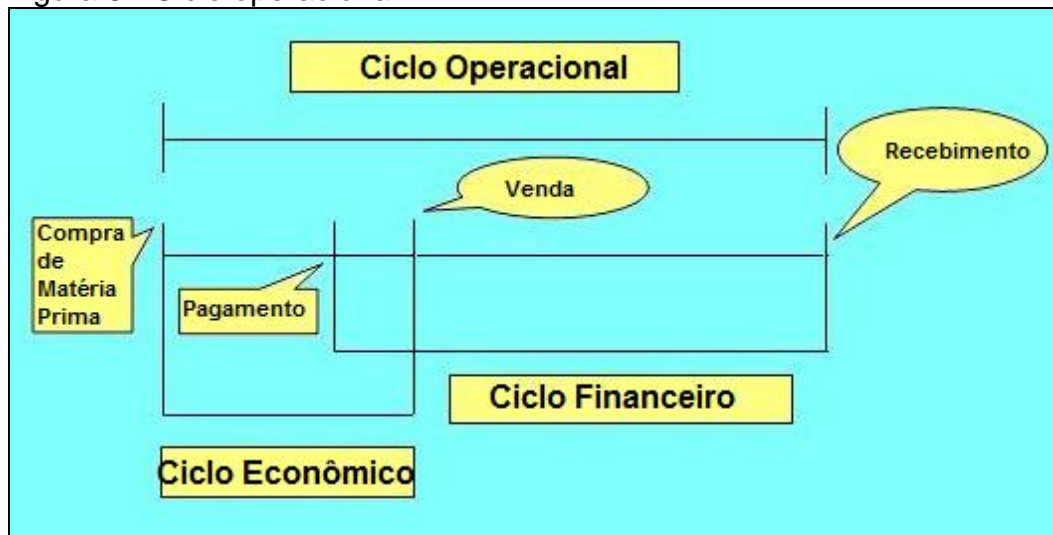 Ciclo Operacional
Recebimento
Venda
Compra
de
Matéria
Prima
Pagamento
Ciclo Financeiro
Ciclo Econômico